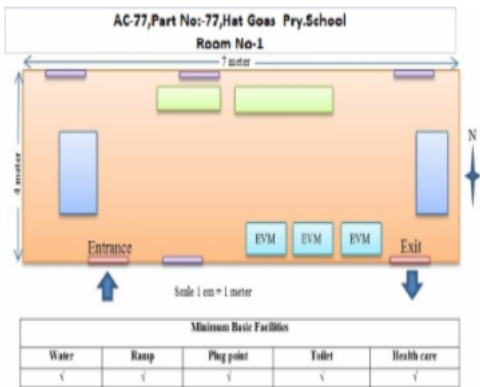 AC-77,Part No:-77,Hat Goas Pry.School
Room No-1
7 meter
4 meter
N
EVM EVM EVM
Entrance Exit
Scale 1 cm = 1 meter
Minimum Basic Facilities
Water Ramp Plug point Toilet Health care
√ √ √ √ √